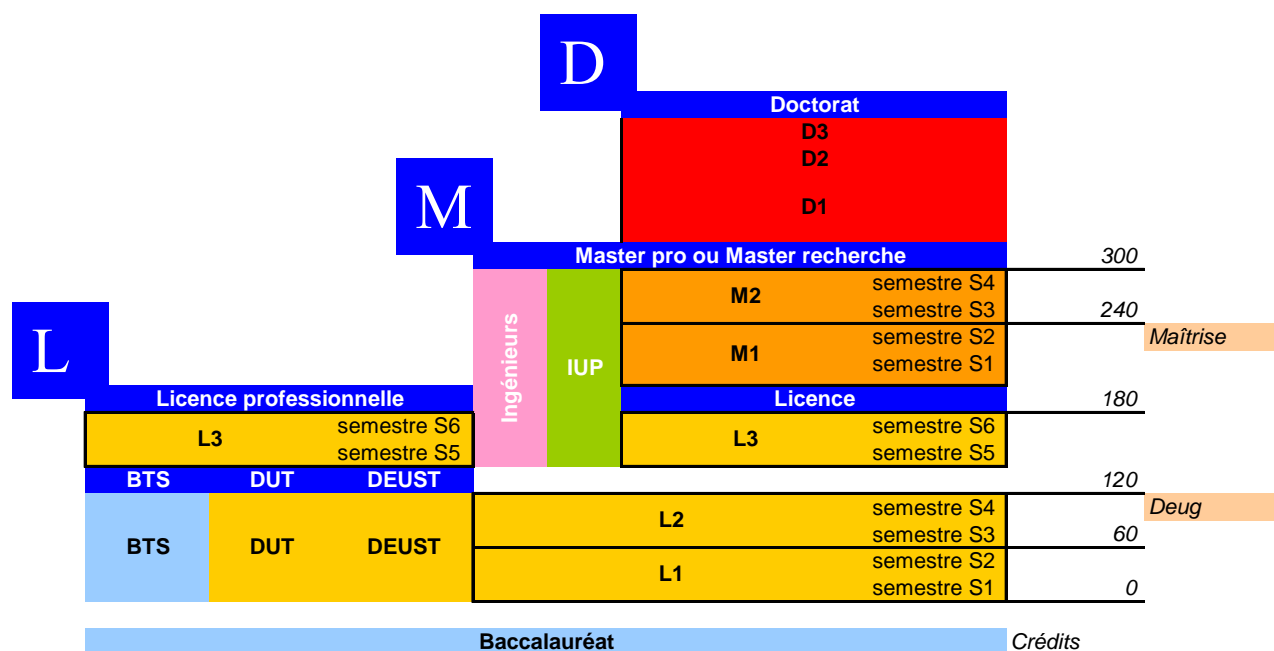 D
Doctorat
D3
D2
D1
M
Master pro ou Master recherche
300
Ingénieurs
IUP
M2
semestre S4
semestre S3
240
M1
semestre S2
semestre S1
Maîtrise
L
Licence professionnelle
Licence
180
L3
semestre S6
semestre S5
L3
semestre S6
semestre S5
BTS DUT DEUST
120
BTS DUT DEUST
L2
semestre S4
semestre S3
Deug
60
L1
semestre S2
semestre S1
0
Baccalauréat
Crédits